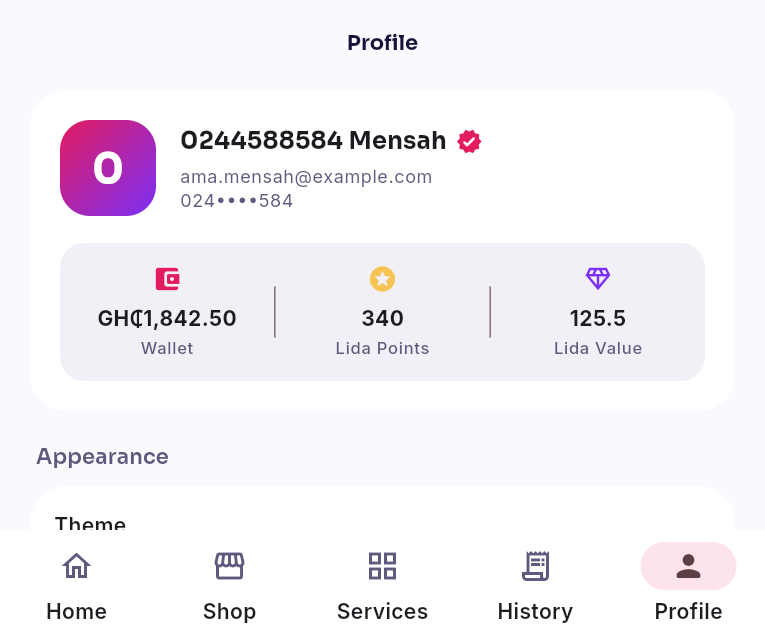 Profile
0
0244588584 Mensah
ama.mensah@example.com
024••••584
GH₵1,842.50
340
125.5
Wallet
Lida Points
Lida Value
Appearance
Theme
Home
Shop
Services
History
Profile